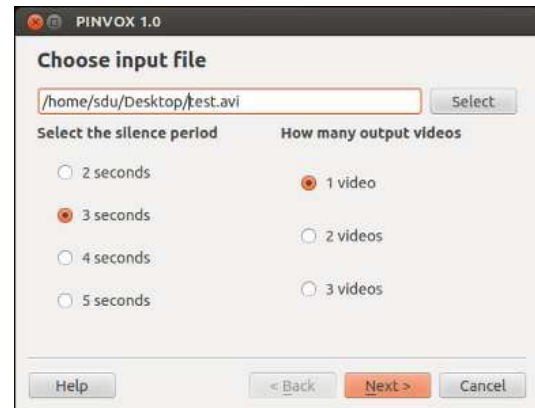 PINVOX 1.0
Choose input file
/home/sdu/Desktop/test.avi Select
Select the silence period How many output videos
2 seconds
1 video
3 seconds
2 videos
4 seconds
3 videos
5 seconds
Help < Back Next > Cancel